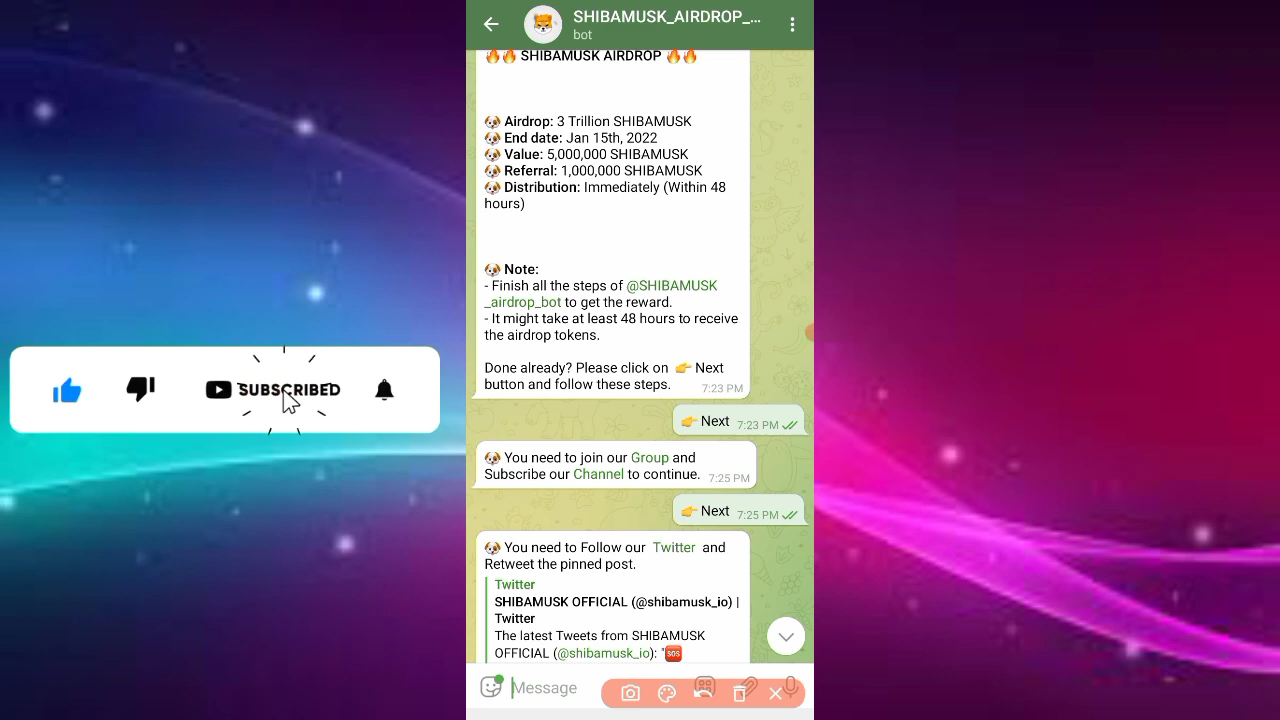 SHIBAMUSK_AIRDROP_...
bot
🔥🔥 SHIBAMUSK AIRDROP 🔥🔥
🐶 Airdrop: 3 Trillion SHIBAMUSK
🐶 End date: Jan 15th, 2022
🐶 Value: 5,000,000 SHIBAMUSK
🐶 Referral: 1,000,000 SHIBAMUSK
🐶 Distribution: Immediately (Within 48
hours)
🐶 Note:
- Finish all the steps of @SHIBAMUSK
_airdrop_bot to get the reward.
- It might take at least 48 hours to receive
the airdrop tokens.
Done already? Please click on 👉 Next
button and follow these steps. 7:23 PM
👉 Next 7:23 PM
🐶 You need to join our Group and
Subscribe our Channel to continue. 7:25 PM
👉 Next 7:25 PM
🐶 You need to Follow our Twitter and
Retweet the pinned post.
Twitter
SHIBAMUSK OFFICIAL (@shibamusk_io) |
Twitter
The latest Tweets from SHIBAMUSK
OFFICIAL (@shibamusk_io): "🆘
Message
SUBSCRIBED